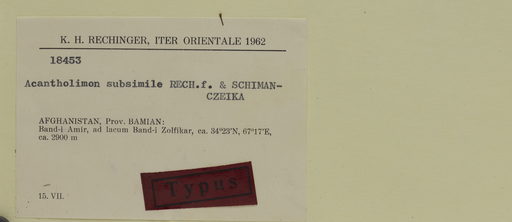 K. H. RECHINGER, ITER ORIENTALE 1962
18453
Acantholimon subsimile RECH.f. & SCHIMAN-
CZEIKA
AFGHANISTAN, Prov. BAMIAN:
Band-i Amir, ad lacum Band-i Zolfikar, ca. 34°23'N, 67°17'E,
ca. 2900 m
Typus
15. VII.